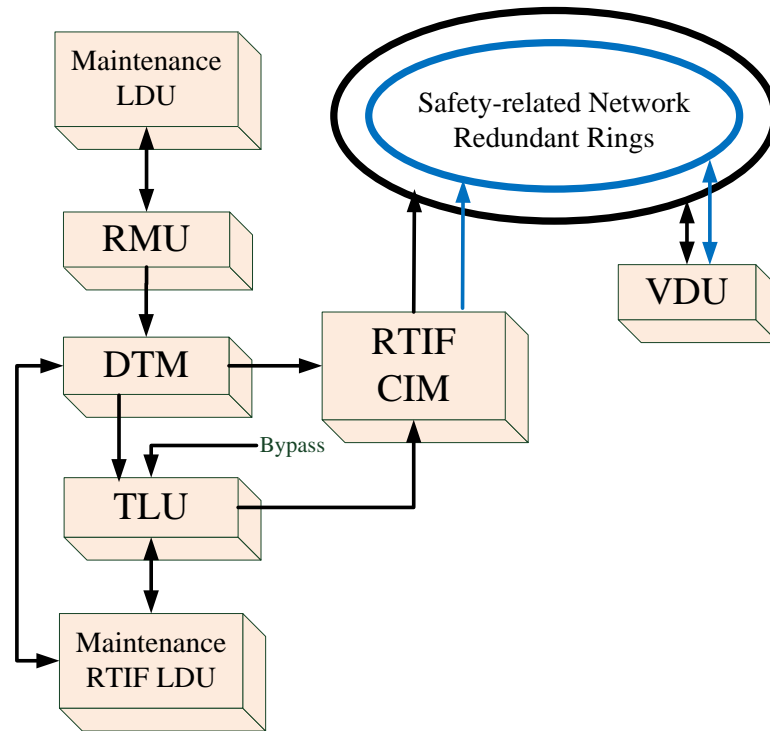 Maintenance
LDU
Safety-related Network
Redundant Rings
RMU
VDU
DTM
RTIF
CIM
Bypass
TLU
Maintenance
RTIF LDU